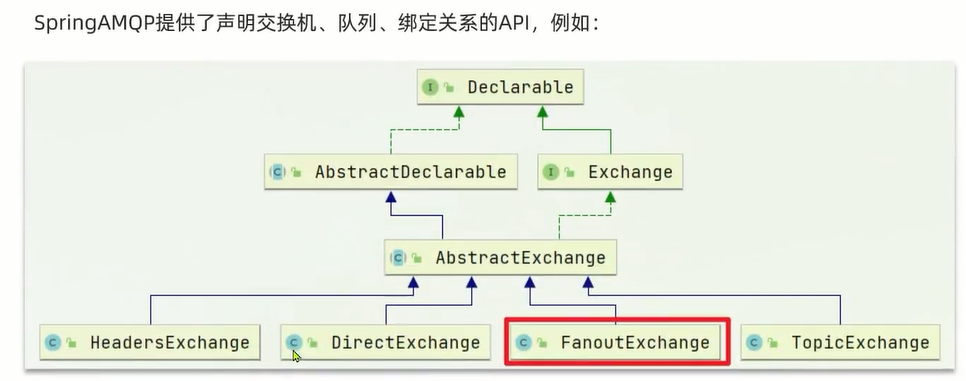 SpringAMQP提供了声明交换机、队列、绑定关系的API，例如：
I Declarable
C AbstractDeclarable
I Exchange
C AbstractExchange
C HeadersExchange
C DirectExchange
C FanoutExchange
C TopicExchange